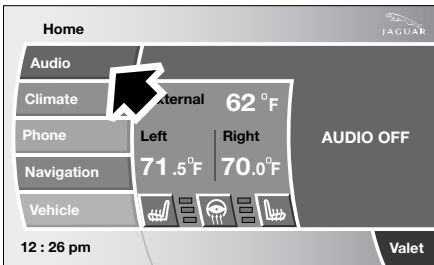 Home
JAGUAR
Audio
Climate
External 62 °F
Phone
Left Right
AUDIO OFF
Navigation
71.5°F 70.0°F
Vehicle
12 : 26 pm
Valet